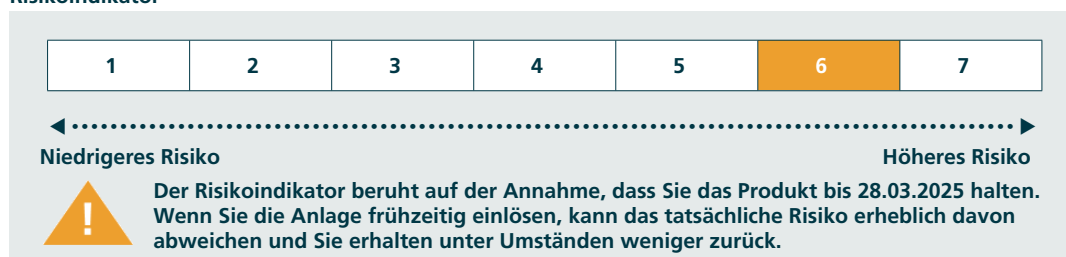 Risikoindikator
1 2 3 4 5 6 7
Niedrigeres Risiko Höheres Risiko
! Der Risikoindikator beruht auf der Annahme, dass Sie das Produkt bis 28.03.2025 halten.
Wenn Sie die Anlage frühzeitig einlösen, kann das tatsächliche Risiko erheblich davon
abweichen und Sie erhalten unter Umständen weniger zurück.